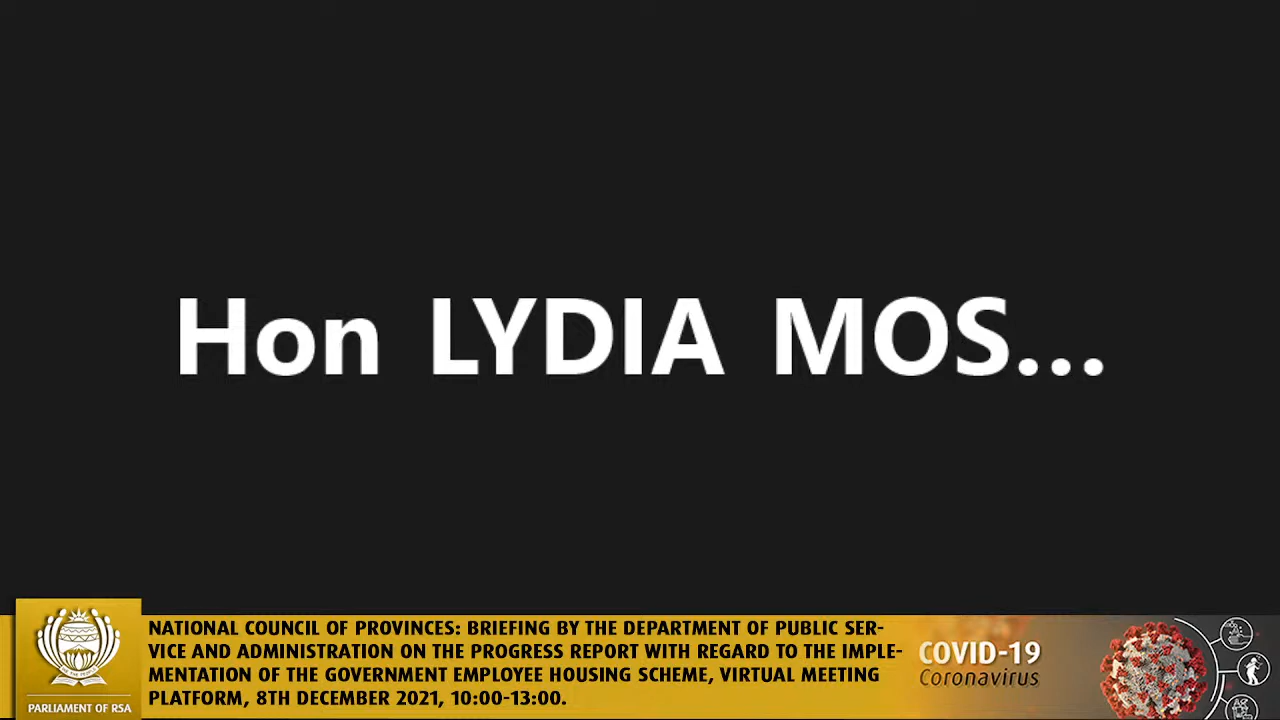 Hon LYDIA MOS...
NATIONAL COUNCIL OF PROVINCES: BRIEFING BY THE DEPARTMENT OF PUBLIC SER-
VICE AND ADMINISTRATION ON THE PROGRESS REPORT WITH REGARD TO THE IMPLE-
MENTATION OF THE GOVERNMENT EMPLOYEE HOUSING SCHEME, VIRTUAL MEETING
PLATFORM, 8TH DECEMBER 2021, 10:00-13:00.
PARLIAMENT OF RSA
COVID-19
Coronavirus